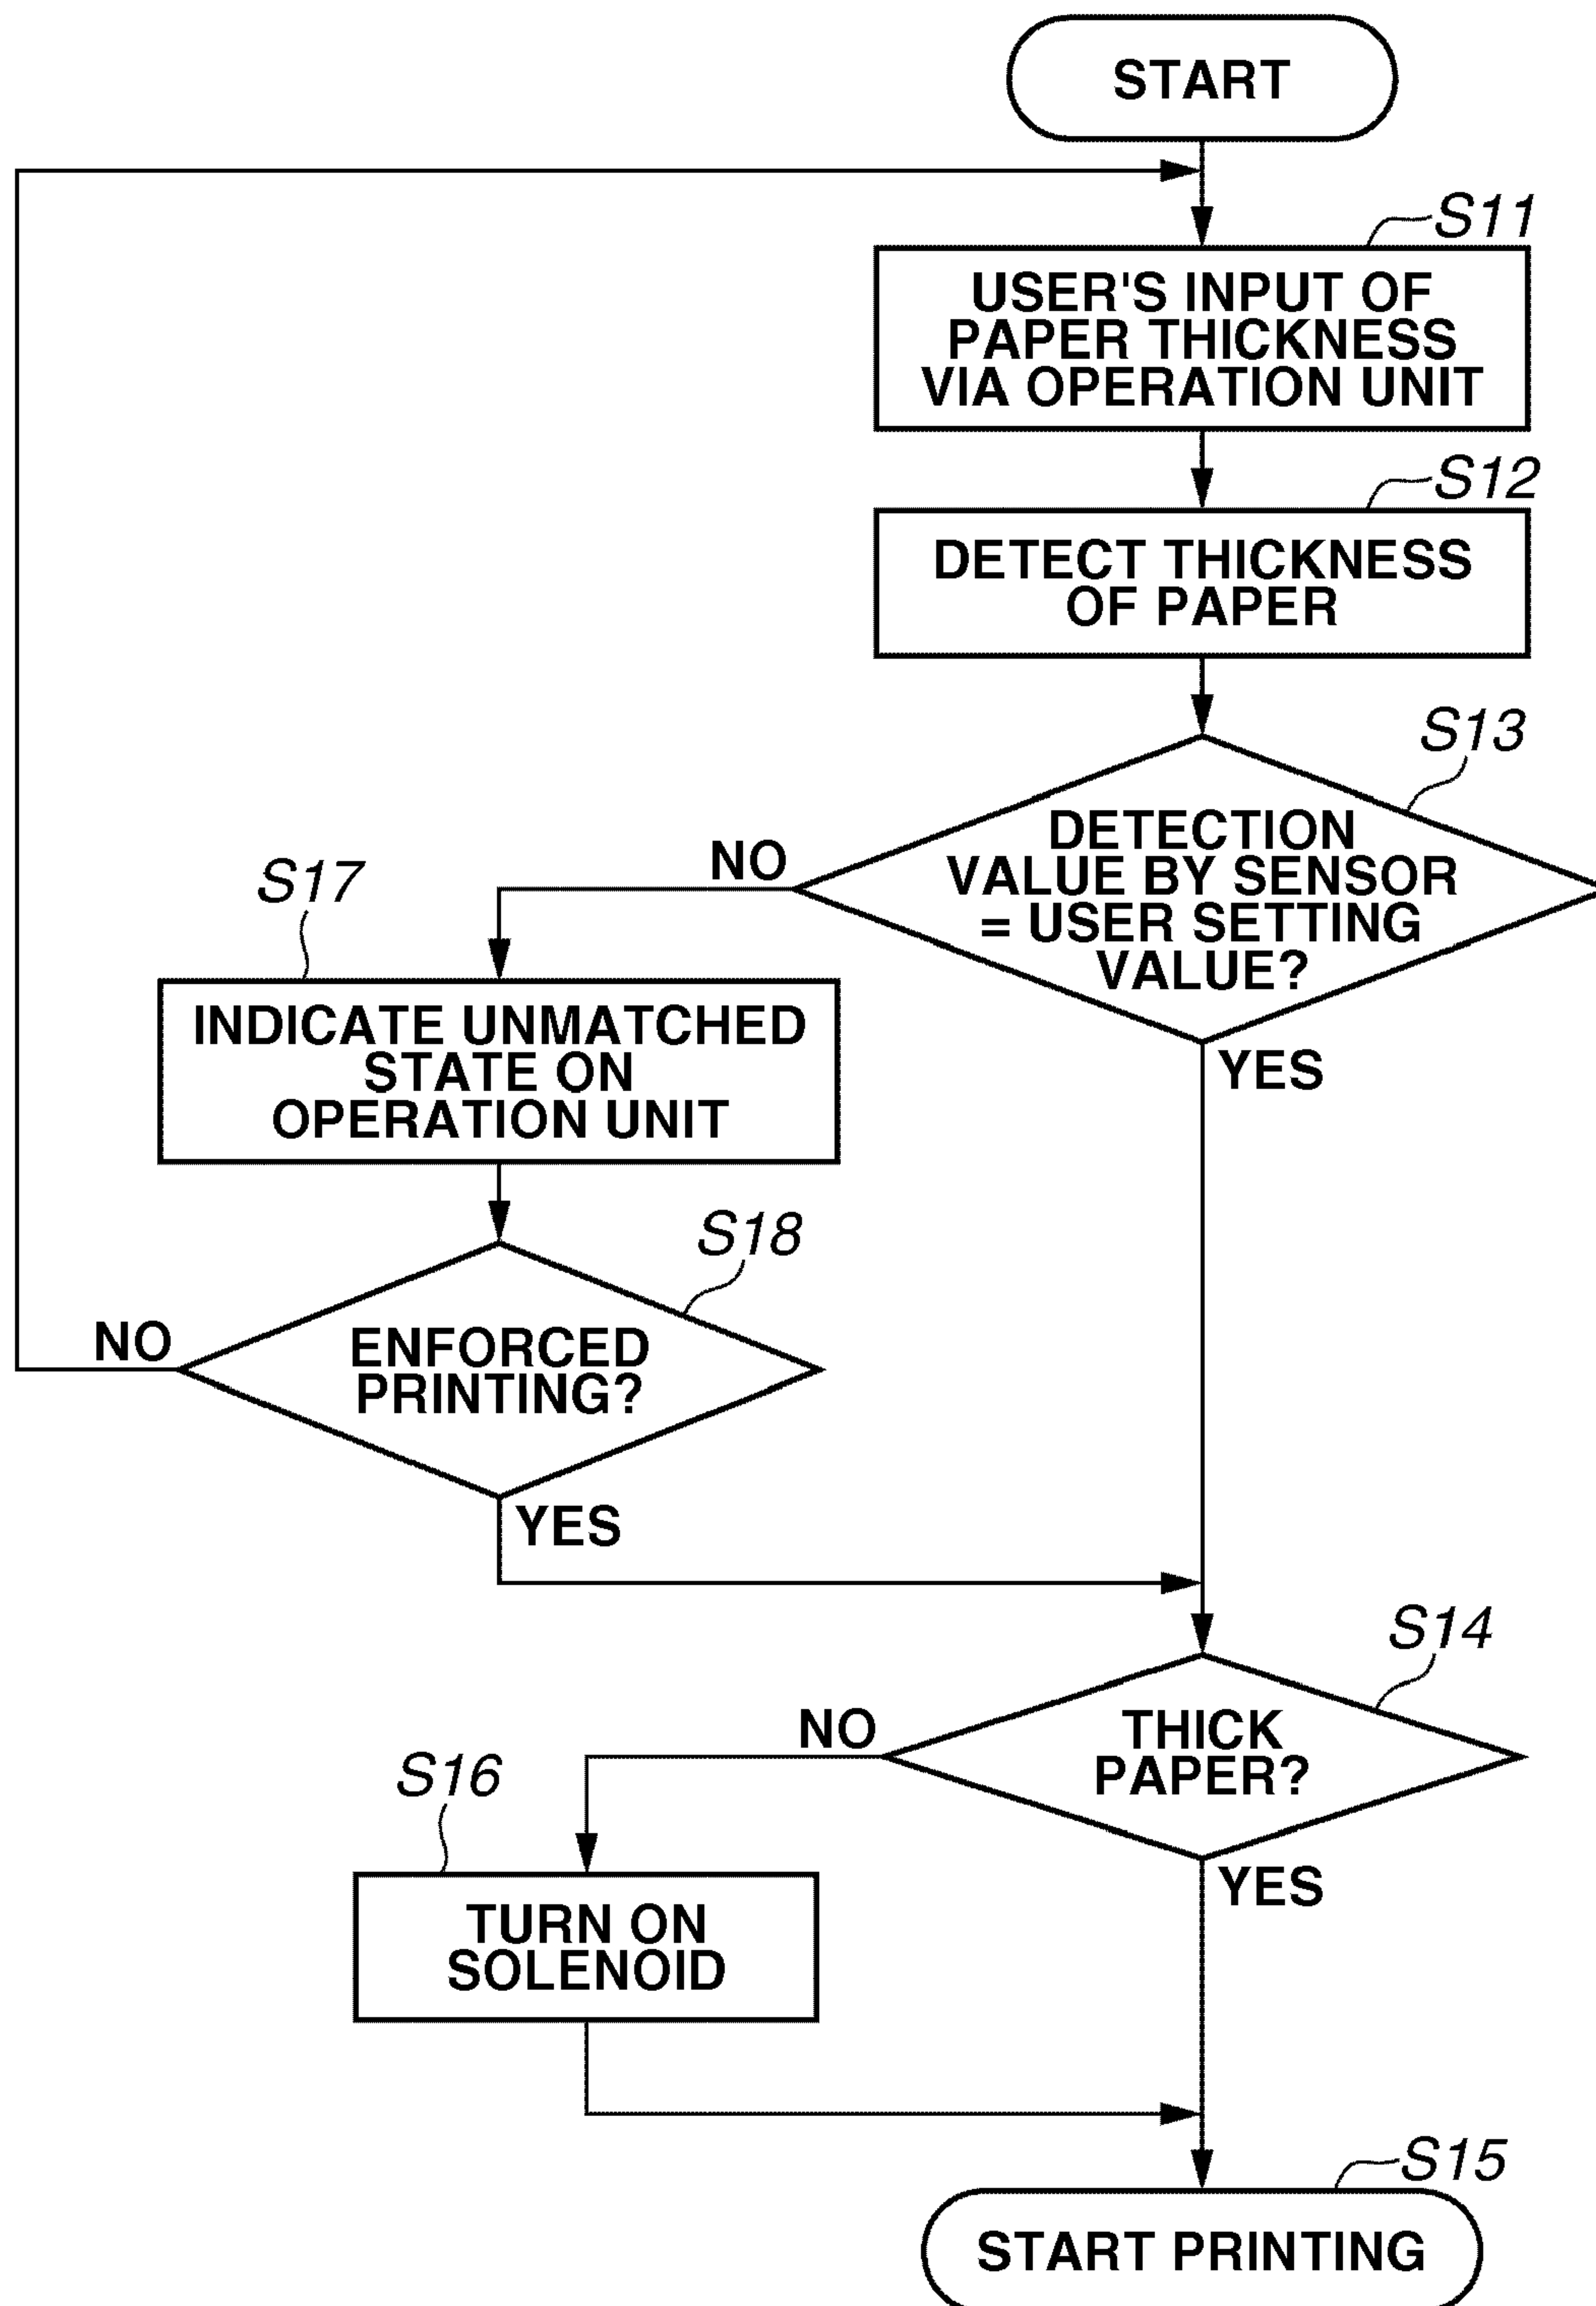 START
S11
USER'S INPUT OF
PAPER THICKNESS
VIA OPERATION UNIT
S12
DETECT THICKNESS
OF PAPER
S13
DETECTION
VALUE BY SENSOR
= USER SETTING
VALUE?
NO
YES
S17
INDICATE UNMATCHED
STATE ON
OPERATION UNIT
S18
ENFORCED
PRINTING?
NO
YES
S14
THICK
PAPER?
NO
YES
S16
TURN ON
SOLENOID
S15
START PRINTING